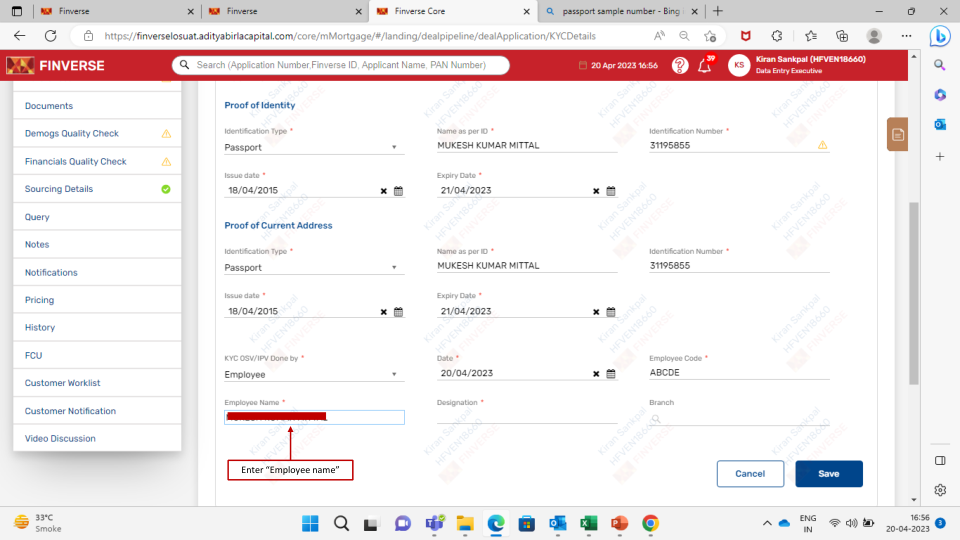 Finverse
Finverse
Finverse Core
passport sample number - Bing
https://finverselosuat.adityabirlacapital.com/core/mMortgage/#/landing/dealpipeline/dealApplication/KYCDetails
FINVERSE
Search (Application Number,Finverse ID, Applicant Name, PAN Number)
20 Apr 2023 16:56
39
KS
Kiran Sankpal (HFVEN18660)
Data Entry Executive
Documents
Demogs Quality Check
Financials Quality Check
Sourcing Details
Query
Notes
Notifications
Pricing
History
FCU
Customer Worklist
Customer Notification
Video Discussion
Proof of Identity
Identification Type *
Name as per ID *
Identification Number *
Passport
MUKESH KUMAR MITTAL
31195855
Issue date *
Expiry Date *
18/04/2015
21/04/2023
Proof of Current Address
Identification Type *
Name as per ID *
Identification Number *
Passport
MUKESH KUMAR MITTAL
31195855
Issue date *
Expiry Date *
18/04/2015
21/04/2023
KYC OSV/IPV Done by *
Date *
Employee Code *
Employee
20/04/2023
ABCDE
Employee Name *
Designation *
Branch
Enter "Employee name"
Cancel
Save
Kiran Sankpal
HFVEN18660
FINVERSE
33°C
Smoke
ENG
IN
16:56
20-04-2023
3